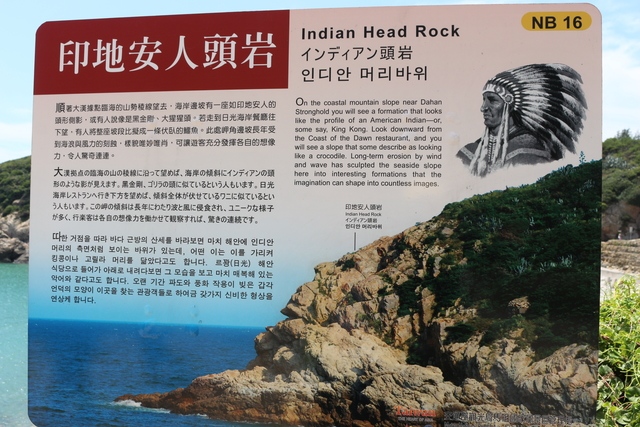 印地安人頭岩
Indian Head Rock
インディアン頭岩
인디안 머리바위
NB 16
順著大漢據點臨海的山勢稜線望去，海岸邊坡有一座如印地安人的
頭形側影，或有人說像是黑金剛、大猩猩頭。若走到日光海岸餐廳往
下望，有人將整座坡段比擬成一條伏臥的鱷魚。此處岬角邊坡長年受
到海浪與風力的刻蝕，樣貌唯妙唯肖，可讓遊客充分發揮各自的想像
力，令人驚奇連連。
大漢拠点の臨海の山の稜線に沿って望めば、海岸の傾斜にインディアンの頭
形のような影が見えます。黒金剛、ゴリラの頭に似ているという人もいます。日光
海岸レストランへ行き下方を望めば、傾斜全体が伏せているワニに似ているとい
う人もいます。この岬の傾斜は長年にわたり波と風に侵食され、ユニークな様子
が多く、行楽客は各自の想像力を働かせて観察すれば、驚きの連続です。
따한 거점을 따라 바다 근방의 산세를 바라보면 마치 해안에 인디안
머리의 측면처럼 보이는 바위가 있는데, 어떤 이는 이를 가리켜
킹콩이나 고릴라 머리를 닮았다고도 합니다. 르꽝(日光) 해안
식당으로 들어가 아래로 내려다보면 그 모습을 보고 마치 매복해 있는
악어와 같다고도 합니다. 오랜 기간 파도와 풍화 작용이 빚은 갑각
언덕의 모양이 이곳을 찾는 관광객들로 하여금 갖가지 신비한 형상을
연상케 합니다.
On the coastal mountain slope near Dahan
Stronghold you will see a formation that looks
like the profile of an American Indian—or,
some say, King Kong. Look downward from
the Coast of the Dawn restaurant, and you
will see a slope that some describe as looking
like a crocodile. Long-term erosion by wind
and wave has sculpted the seaside slope
here into interesting formations that the
imagination can shape into countless images.
印地安人頭岩
Indian Head Rock
インディアン頭岩
인디안 머리바위